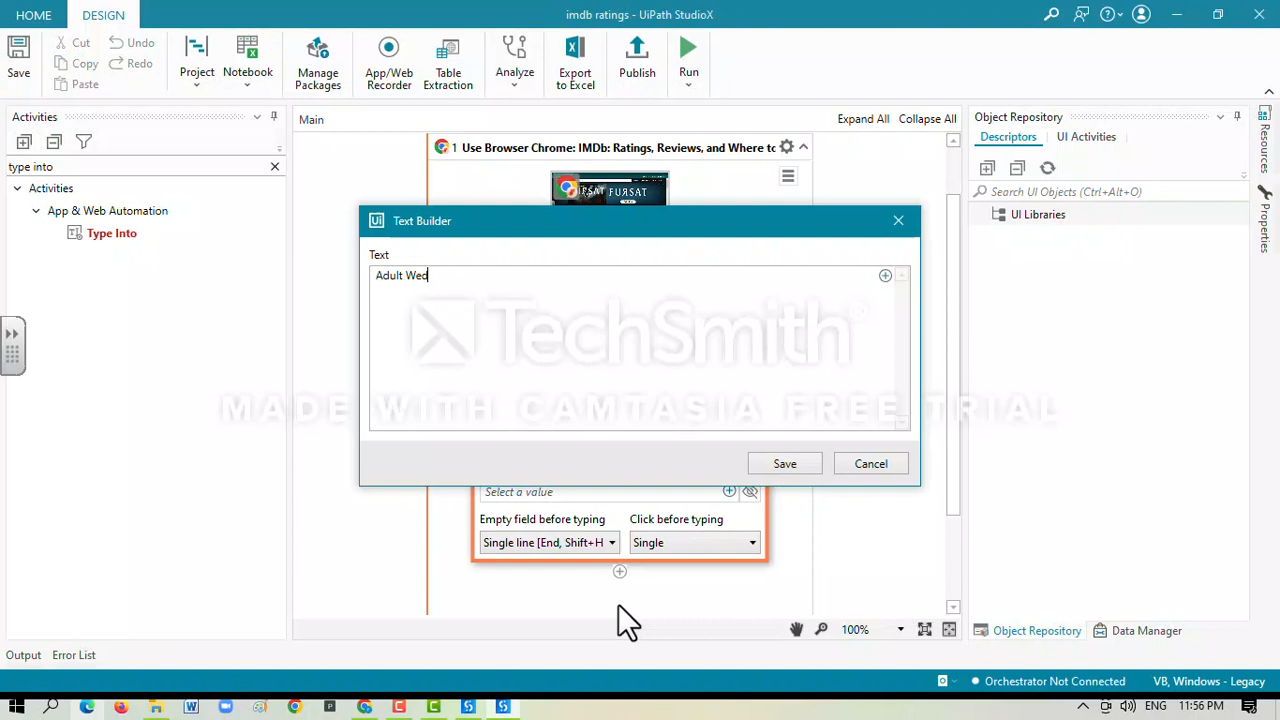 HOME
DESIGN
imdb ratings - UiPath StudioX
Save
Cut
Copy
Paste
Undo
Redo
Project
Notebook
Manage Packages
App/Web Recorder
Table Extraction
Analyze
Export to Excel
Publish
Run
Activities
type into
Activities
App & Web Automation
Type Into
Main
Expand All
Collapse All
1 Use Browser Chrome: IMDb: Ratings, Reviews, and Where to
FURSAT
Ui Text Builder
Text
Adult Wed
TechSmith
MADE WITH CAMTASIA FREE TRIAL
Save
Cancel
Select a value
Empty field before typing
Click before typing
Single line [End, Shift+H
Single
100%
Object Repository
Descriptors
UI Activities
Search UI Objects (Ctrl+Alt+O)
UI Libraries
Resources
Properties
Object Repository
Data Manager
Output
Error List
Orchestrator Not Connected
VB, Windows - Legacy
ENG
11:56 PM